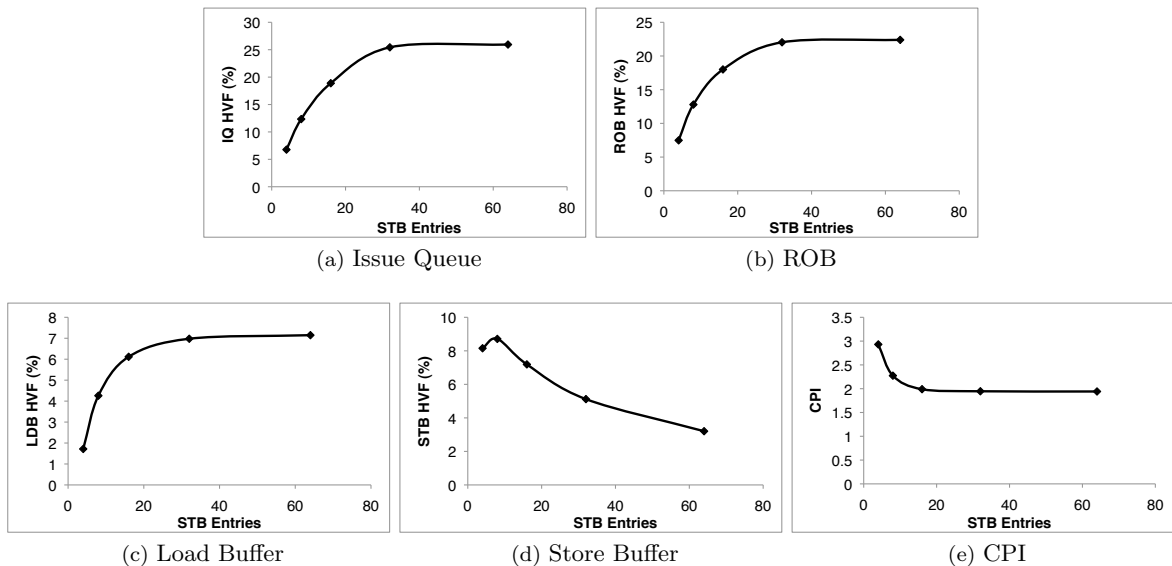 30
25
20
15
10
5
0
IQ HVF (%)
0 20 40 60 80
STB Entries
(a) Issue Queue
25
20
15
10
5
0
ROB HVF (%)
0 20 40 60 80
STB Entries
(b) ROB
8
7
6
5
4
3
2
1
0
LDB HVF (%)
0 20 40 60 80
STB Entries
(c) Load Buffer
10
8
6
4
2
0
STB HVF (%)
0 20 40 60 80
STB Entries
(d) Store Buffer
3.5
3
2.5
2
1.5
1
0.5
0
CPI
0 20 40 60 80
STB Entries
(e) CPI